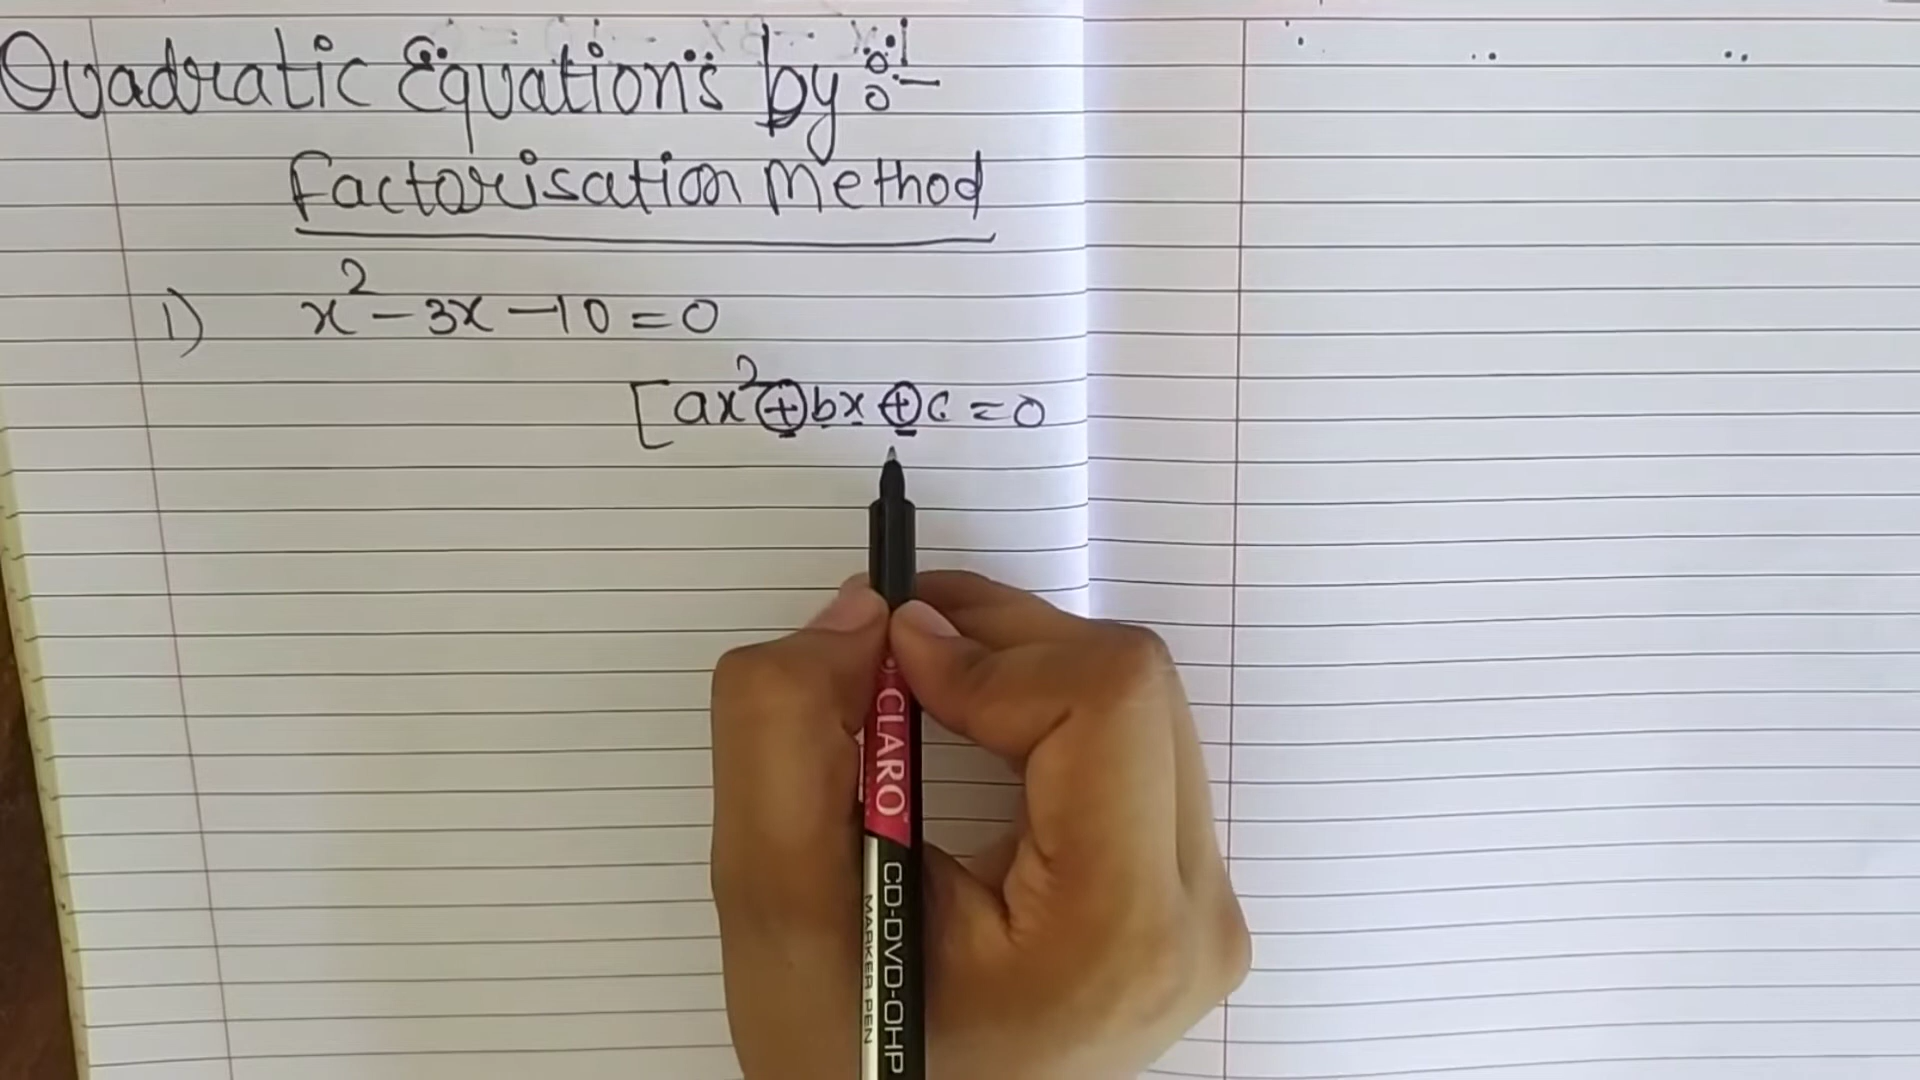 Quadratic Equations by :-
Factorisation Method
1) x² - 3x - 10 = 0
[ax² + bx + c = 0
CLARO
CD-DVD-OHP
MARKER PEN